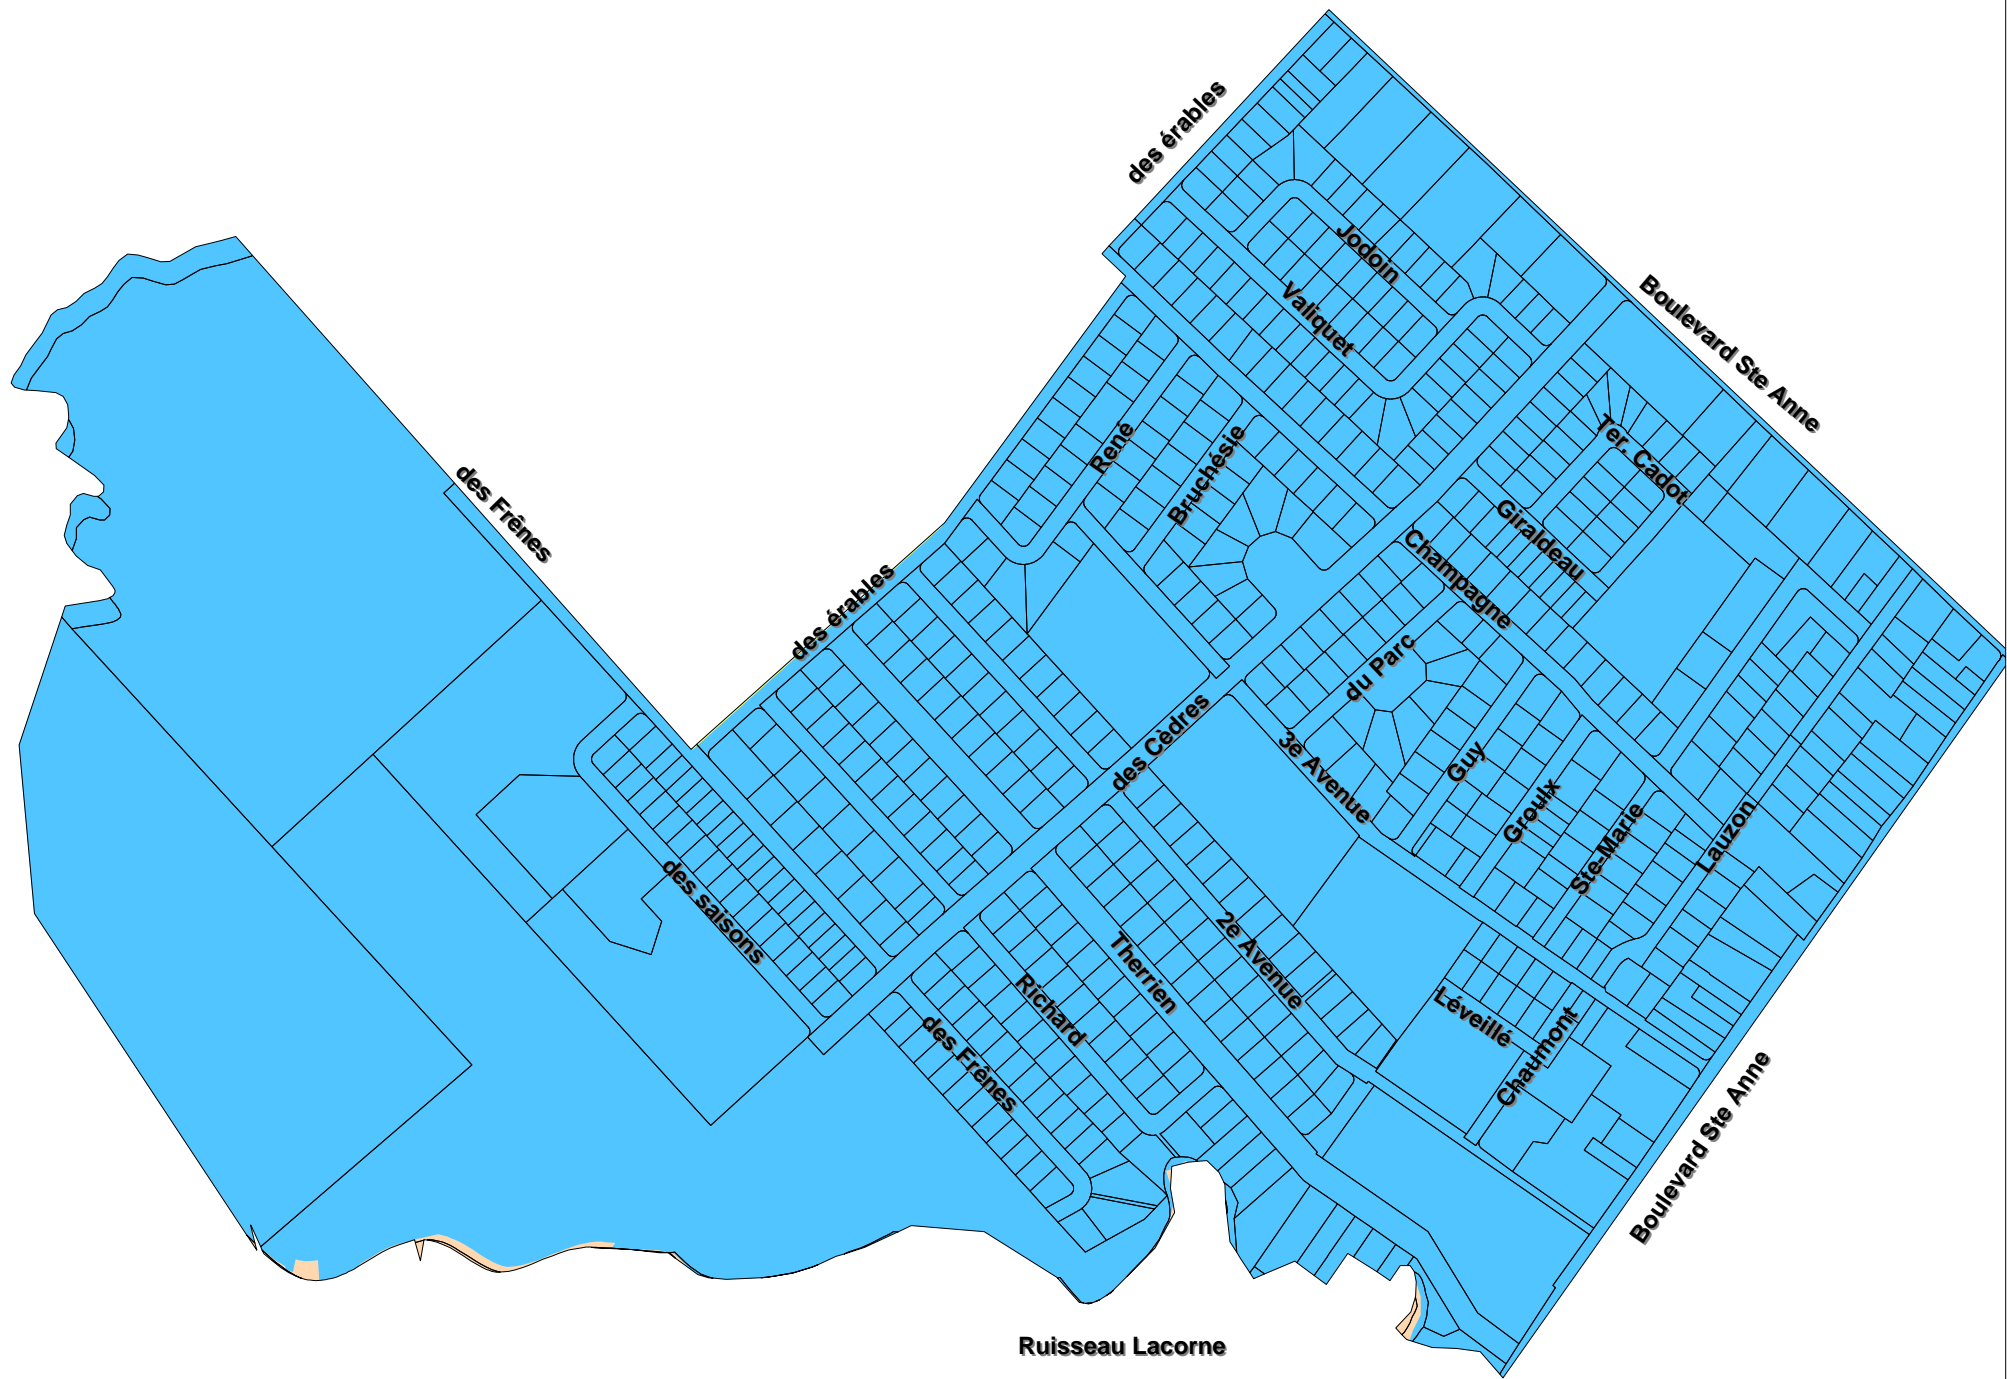 des érables
Jodoin
Valiquet
Boulevard Ste Anne
Ter. Cadot
René
Bruchésie
des Frênes
Giraldeau
Champagne
des érables
du Parc
des Cèdres
3e Avenue
Guy
Groulx
Ste-Marie
Lauzon
des saisons
2e Avenue
Therrien
Richard
Léveillé
Chaumont
des Frênes
Boulevard Ste Anne
Ruisseau Lacorne